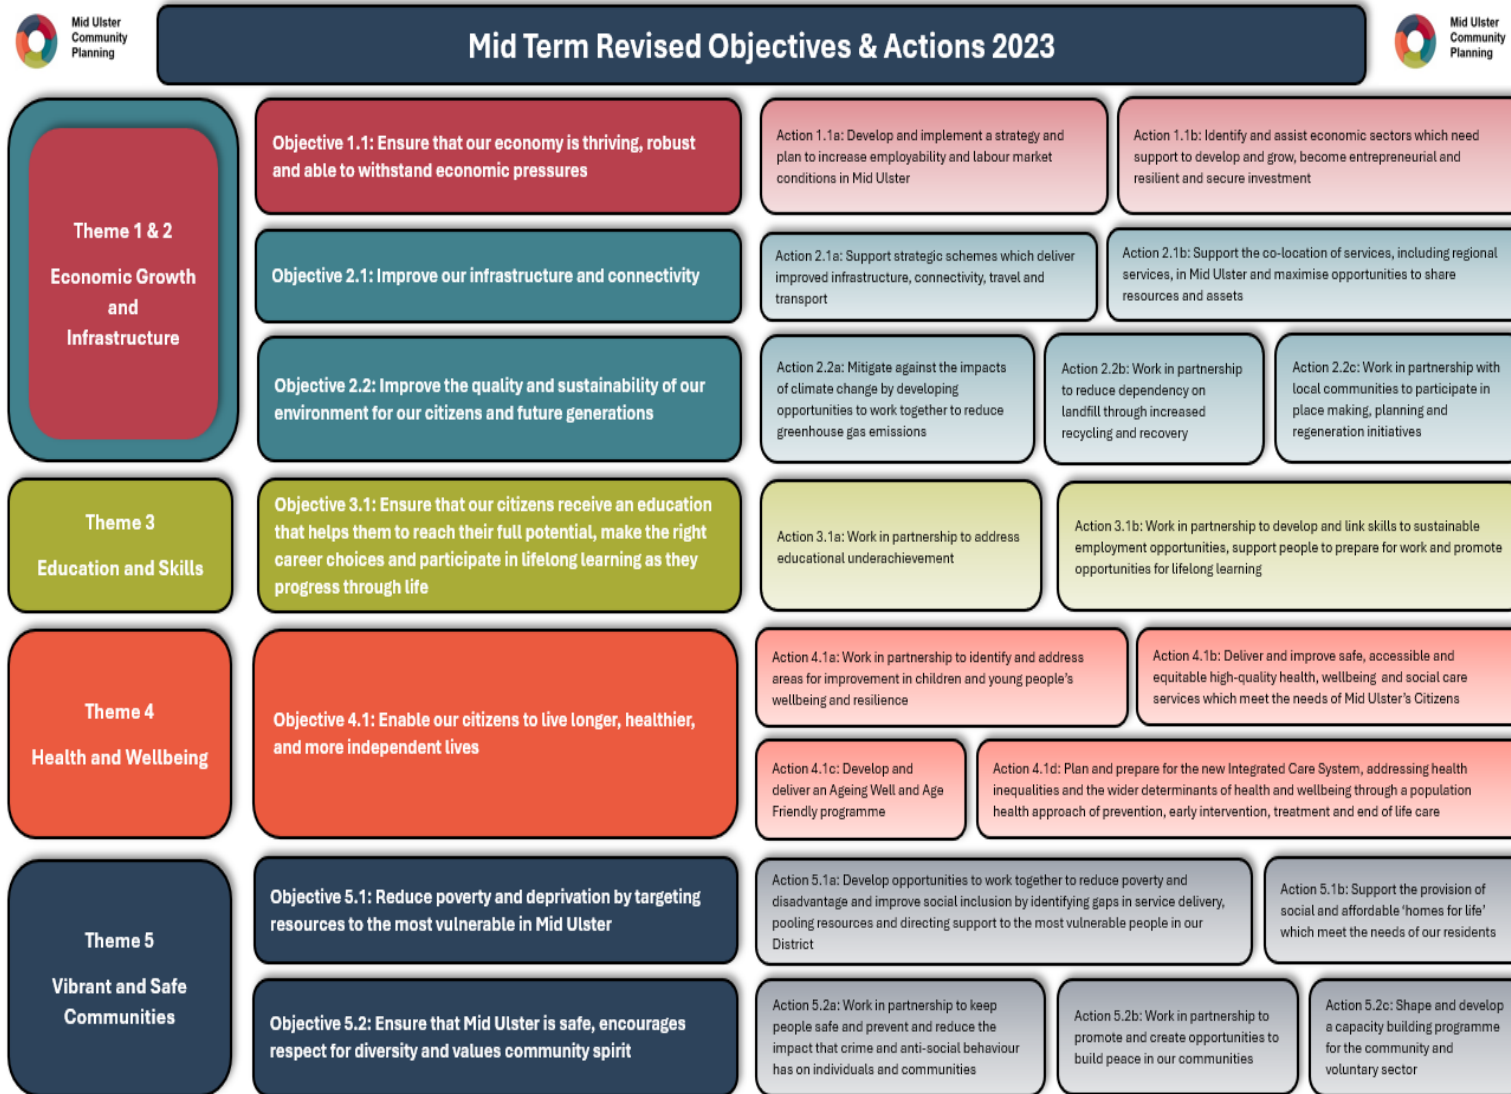 Mid Ulster
Community
Planning
Mid Term Revised Objectives & Actions 2023
Mid Ulster
Community
Planning
Theme 1 & 2
Economic Growth
and
Infrastructure
Objective 1.1: Ensure that our economy is thriving, robust
and able to withstand economic pressures
Action 1.1a: Develop and implement a strategy and
plan to increase employability and labour market
conditions in Mid Ulster
Action 1.1b: Identify and assist economic sectors which need
support to develop and grow, become entrepreneurial and
resilient and secure investment
Objective 2.1: Improve our infrastructure and connectivity
Action 2.1a: Support strategic schemes which deliver
improved infrastructure, connectivity, travel and
transport
Action 2.1b: Support the co-location of services, including regional
services, in Mid Ulster and maximise opportunities to share
resources and assets
Objective 2.2: Improve the quality and sustainability of our
environment for our citizens and future generations
Action 2.2a: Mitigate against the impacts
of climate change by developing
opportunities to work together to reduce
greenhouse gas emissions
Action 2.2b: Work in partnership
to reduce dependency on
landfill through increased
recycling and recovery
Action 2.2c: Work in partnership with
local communities to participate in
place making, planning and
regeneration initiatives
Theme 3
Education and Skills
Objective 3.1: Ensure that our citizens receive an education
that helps them to reach their full potential, make the right
career choices and participate in lifelong learning as they
progress through life
Action 3.1a: Work in partnership to address
educational underachievement
Action 3.1b: Work in partnership to develop and link skills to sustainable
employment opportunities, support people to prepare for work and promote
opportunities for lifelong learning
Theme 4
Health and Wellbeing
Objective 4.1: Enable our citizens to live longer, healthier,
and more independent lives
Action 4.1a: Work in partnership to identify and address
areas for improvement in children and young people's
wellbeing and resilience
Action 4.1b: Deliver and improve safe, accessible and
equitable high-quality health, wellbeing and social care
services which meet the needs of Mid Ulster's Citizens
Action 4.1c: Develop and
deliver an Ageing Well and Age
Friendly programme
Action 4.1d: Plan and prepare for the new Integrated Care System, addressing health
inequalities and the wider determinants of health and wellbeing through a population
health approach of prevention, early intervention, treatment and end of life care
Theme 5
Vibrant and Safe
Communities
Objective 5.1: Reduce poverty and deprivation by targeting
resources to the most vulnerable in Mid Ulster
Action 5.1a: Develop opportunities to work together to reduce poverty and
disadvantage and improve social inclusion by identifying gaps in service delivery,
pooling resources and directing support to the most vulnerable people in our
District
Action 5.1b: Support the provision of
social and affordable 'homes for life'
which meet the needs of our residents
Objective 5.2: Ensure that Mid Ulster is safe, encourages
respect for diversity and values community spirit
Action 5.2a: Work in partnership to keep
people safe and prevent and reduce the
impact that crime and anti-social behaviour
has on individuals and communities
Action 5.2b: Work in partnership to
promote and create opportunities to
build peace in our communities
Action 5.2c: Shape and develop
a capacity building programme
for the community and
voluntary sector